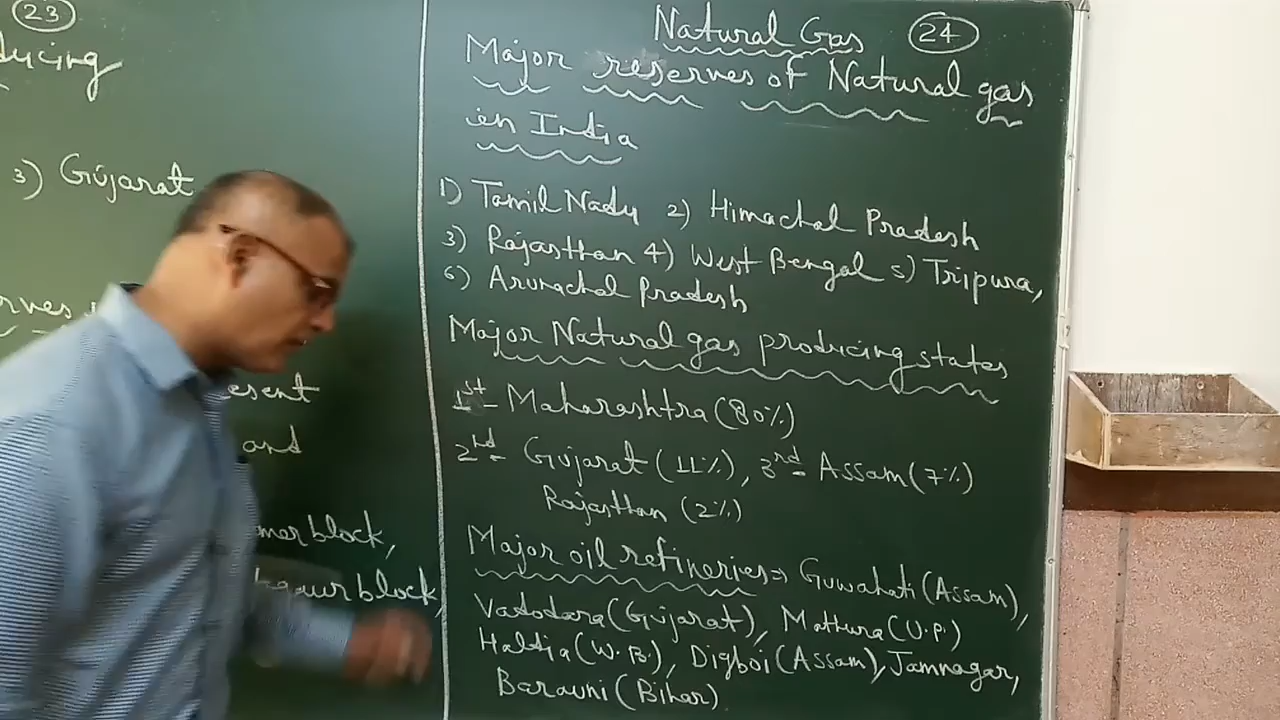 23
ducing
3) Gujarat
esent
and
mer block,
block,
Natural Gas 24
Major reserves of Natural gas
in India
1) Tamil Nadu 2) Himachal Pradesh
3) Rajasthan 4) West Bengal 5) Tripura,
6) Arunachal Pradesh
Major Natural gas producing states
1st - Maharashtra (80%)
2nd - Gujarat (11%), 3rd - Assam (7%)
Rajasthan (2%)
Major oil refineries => Guwahati (Assam),
Vadodara (Gujarat), Mathura (U.P.)
Haldia (W.B.), Digboi (Assam), Jamnagar,
Barauni (Bihar)